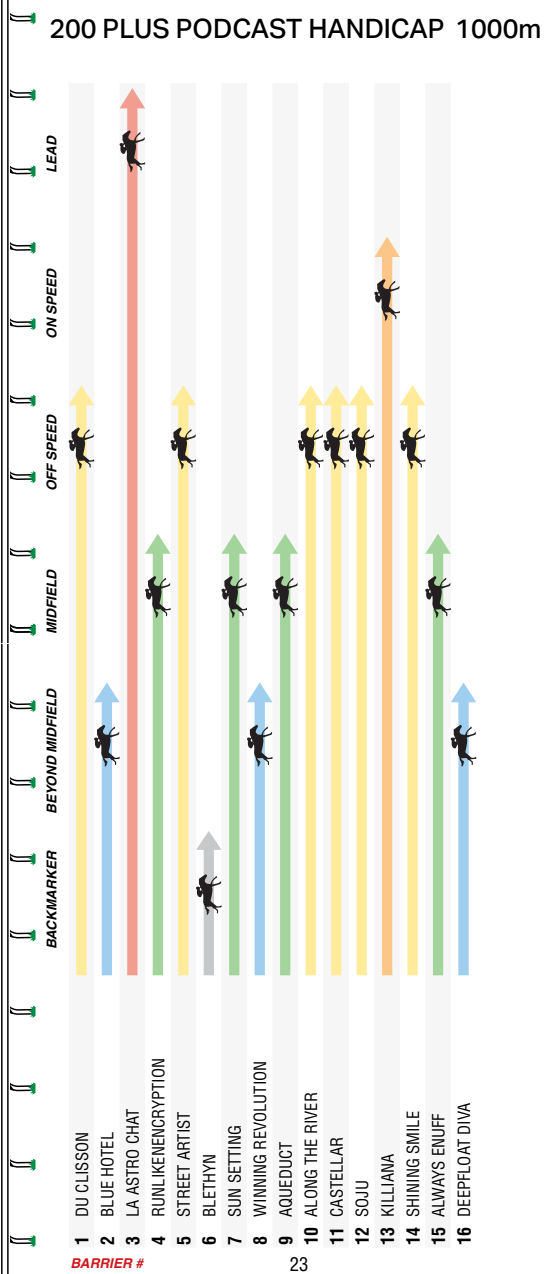 200 PLUS PODCAST HANDICAP 1000m
LEAD
ON SPEED
OFF SPEED
MIDFIELD
BEYOND MIDFIELD
BACKMARKER
1 DU CLISSON
2 BLUE HOTEL
3 LA ASTRO CHAT
4 RUNLIKENENCRYPTION
5 STREET ARTIST
6 BLETHYN
7 SUN SETTING
8 WINNING REVOLUTION
9 AQUEDUCT
10 ALONG THE RIVER
11 CASTELLAR
12 SOJU
13 KILLIANA
14 SHINING SMILE
15 ALWAYS ENUFF
16 DEEPFLOAT DIVA
BARRIER #
23